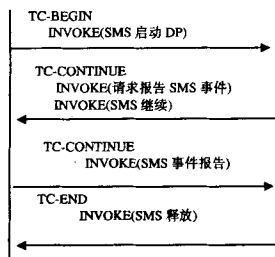 TC-BEGIN
INVOKE(SMS 启动 DP)
TC-CONTINUE
INVOKE(请求报告 SMS 事件)
INVOKE(SMS 继续)
TC-CONTINUE
INVOKE(SMS 事件报告)
TC-END
INVOKE(SMS 释放)